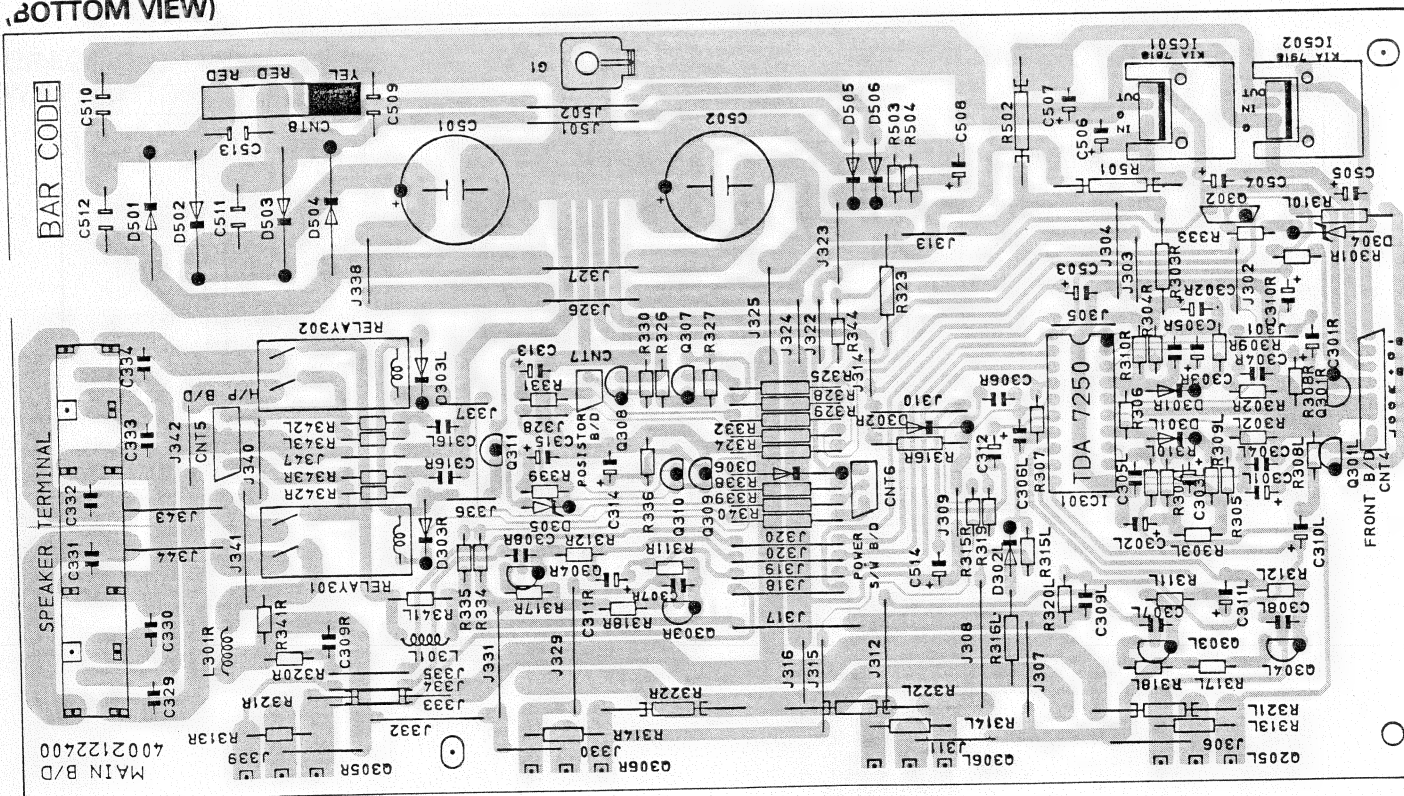 (BOTTOM VIEW)
BAR CODE
C510
RED
RED
YEL
C509
CNT8
C513
C501
G1
J502
J501
C502
D505
D506
R503
R504
C508
R502
C507
C506
IC501
KIA 7818
OUT
IN
G
IC502
KIA 7918
OUT
IN
G
R501
C512
D501
D502
C511
D503
D504
J338
J327
J326
J323
R323
J313
J304
J303
C503
J305
R303R
Q302
C504
C505
R310L
R333
D304
R301R
J302
C302R
C310R
R304R
C305R
J301
RELAY302
C334
C333
C332
C331
C330
C329
SPEAKER TERMINAL
H/P B/D
CNT5
J342
J340
J343
J344
J341
D303L
J337
R342L
R343L
J347
R343R
R342R
C316L
C316R
Q311
J336
D303R
RELAY301
C313
R331
CNT7
J328
C315
POSISTOR B/D
R339
D305
C314
R330
R326
Q307
R327
Q308
R336
Q310
Q309
J325
J324
J322
R344
J314
R325
R328
R329
R332
R324
D306
R338
R339
R340
J320
J320
J319
J318
J317
D302R
J310
R316R
CNT6
POWER S/W B/D
C306R
C312
C306L
R307
J309
C514
R315R
R319
D302L
R315L
TDA 7250
IC301
R310R
R309R
C304R
C303R
D301R
R306
R302R
D301L
R310L
R302L
R309L
C304L
C305L
R304L
C303L
R305
C301L
C302L
R303L
R308R
Q301R
C301R
R308L
Q301L
CNT4
FRONT B/D
C310L
R335
R334
C308R
R312R
Q304R
R317R
C311R
R318R
R311R
C307R
Q303R
R341R
L301R
R320R
C309R
R341L
L301L
J335
J334
J333
J332
J331
J329
R321R
R313R
J339
Q305R
R322R
R314R
J330
Q306R
J316
J315
J312
R322L
R314L
J311
Q306L
J308
R316L
J307
R320L
C309L
R311L
C307L
C311L
R312L
C308L
Q303L
Q304L
R318L
R317L
R321L
R313L
J306
Q205L
MAIN B/D
4002122400